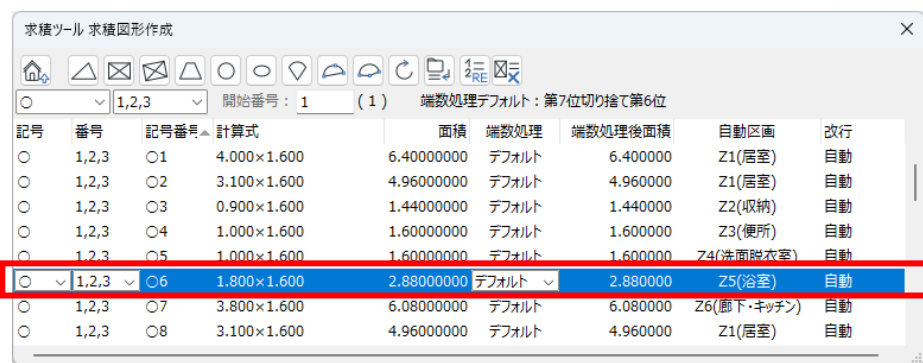 求積ツール 求積図形作成
1 2 RE
○ 1,2,3 開始番号： 1 ( 1 ) 端数処理デフォルト：第7位切り捨て第6位
記号 番号 記号番号 計算式 面積 端数処理 端数処理後面積 自動区画 改行
○ 1,2,3 ○1 4.000×1.600 6.40000000 デフォルト 6.400000 Z1(居室) 自動
○ 1,2,3 ○2 3.100×1.600 4.96000000 デフォルト 4.960000 Z1(居室) 自動
○ 1,2,3 ○3 0.900×1.600 1.44000000 デフォルト 1.440000 Z2(収納) 自動
○ 1,2,3 ○4 1.000×1.600 1.60000000 デフォルト 1.600000 Z3(便所) 自動
○ 1,2,3 ○5 1.000×1.600 1.60000000 デフォルト 1.600000 Z4(洗面脱衣室) 自動
○ 1,2,3 ○6 1.800×1.600 2.88000000 デフォルト 2.880000 Z5(浴室) 自動
○ 1,2,3 ○7 3.800×1.600 6.08000000 デフォルト 6.080000 Z6(廊下・キッチン) 自動
○ 1,2,3 ○8 3.100×1.600 4.96000000 デフォルト 4.960000 Z1(居室) 自動